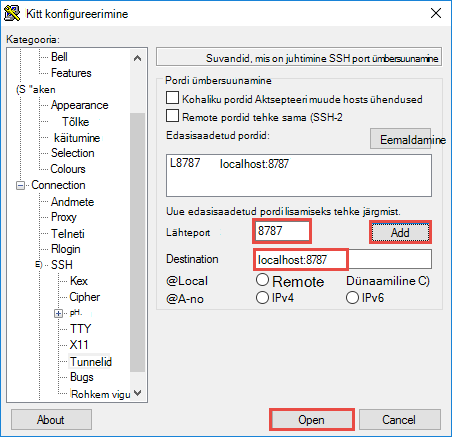 Kitt konfigureerimine
Kategooria:
Bell
Features
(S "aken
Appearance
Tõlke
käitumine
Selection
Colours
Connection
Andmete
Proxy
Telneti
Rlogin
SSH
Kex
Cipher
pH.
TTY
X11
Tunnelid
Bugs
Rohkem vigu
Suvandid, mis on juhtimine SSH port ümbersuunamine
Pordi ümbersuunamine
Kohaliku pordid Aktsepteeri muude hosts ühendused
Remote pordid tehke sama (SSH-2
Edasisaadetud pordid:
Eemaldamine
L8787 localhost:8787
Uue edasisaadetud pordi lisamiseks tehke järgmist.
Lähteport 8787 Add
Destination localhost:8787
@Local Remote Dünaamiline C)
@A-no IPv4 IPv6
About Open Cancel